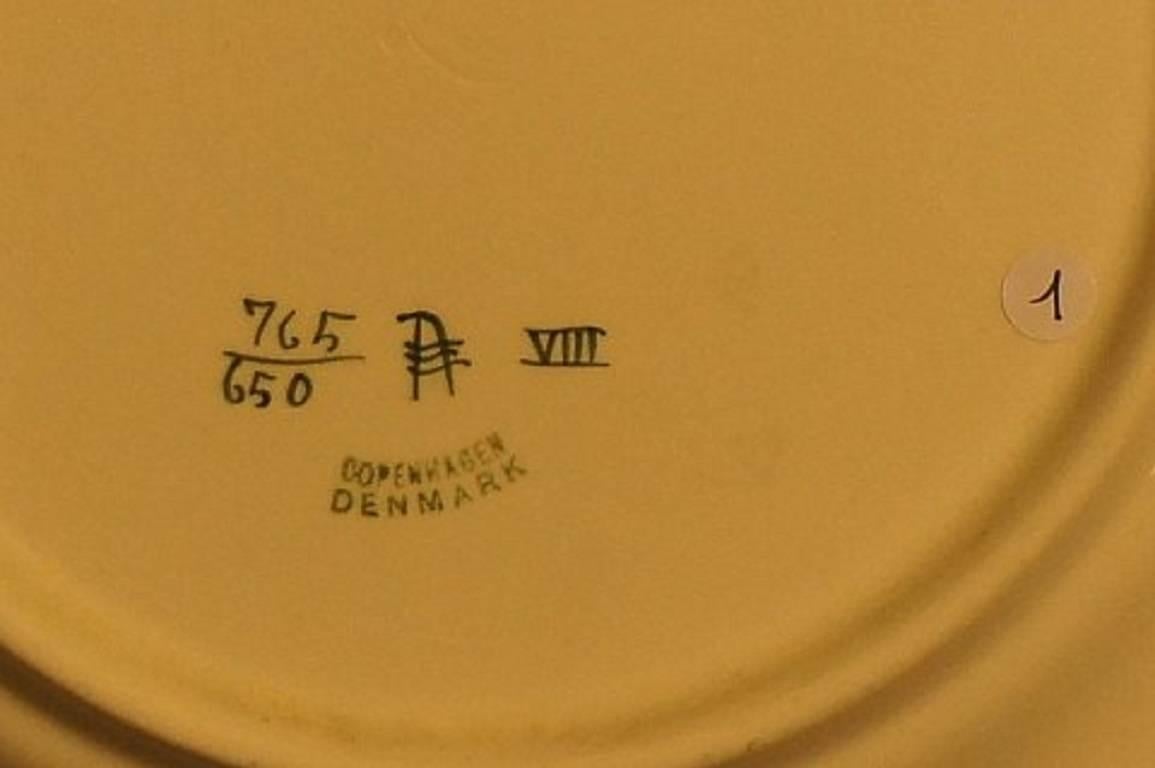 765
650
VIII
COPENHAGEN
DENMARK
1